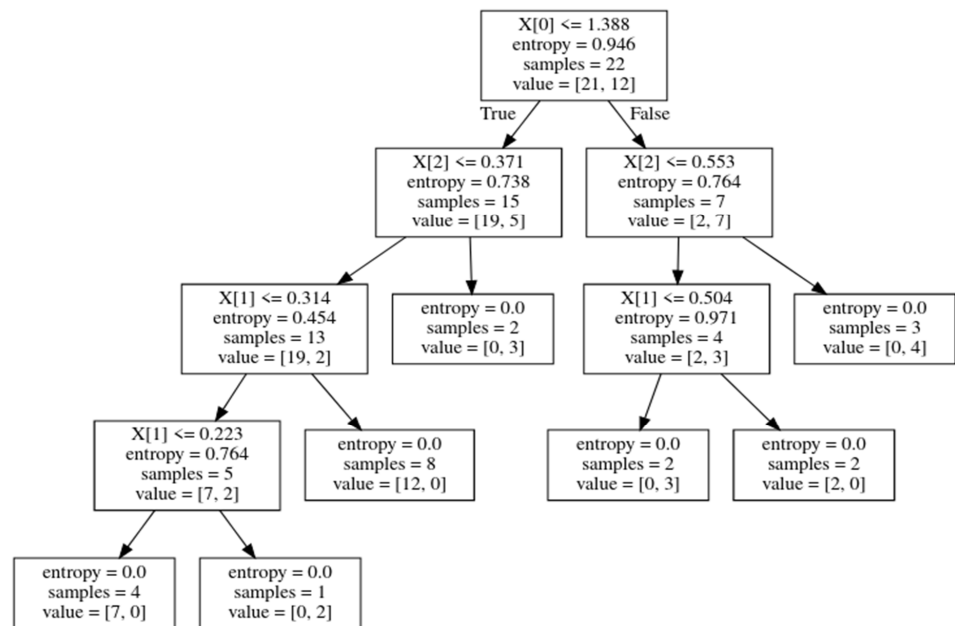 X[0] <= 1.388
entropy = 0.946
samples = 22
value = [21, 12]
True
False
X[2] <= 0.371
entropy = 0.738
samples = 15
value = [19, 5]
X[2] <= 0.553
entropy = 0.764
samples = 7
value = [2, 7]
X[1] <= 0.314
entropy = 0.454
samples = 13
value = [19, 2]
entropy = 0.0
samples = 2
value = [0, 3]
X[1] <= 0.504
entropy = 0.971
samples = 4
value = [2, 3]
entropy = 0.0
samples = 3
value = [0, 4]
X[1] <= 0.223
entropy = 0.764
samples = 5
value = [7, 2]
entropy = 0.0
samples = 8
value = [12, 0]
entropy = 0.0
samples = 2
value = [0, 3]
entropy = 0.0
samples = 2
value = [2, 0]
entropy = 0.0
samples = 4
value = [7, 0]
entropy = 0.0
samples = 1
value = [0, 2]